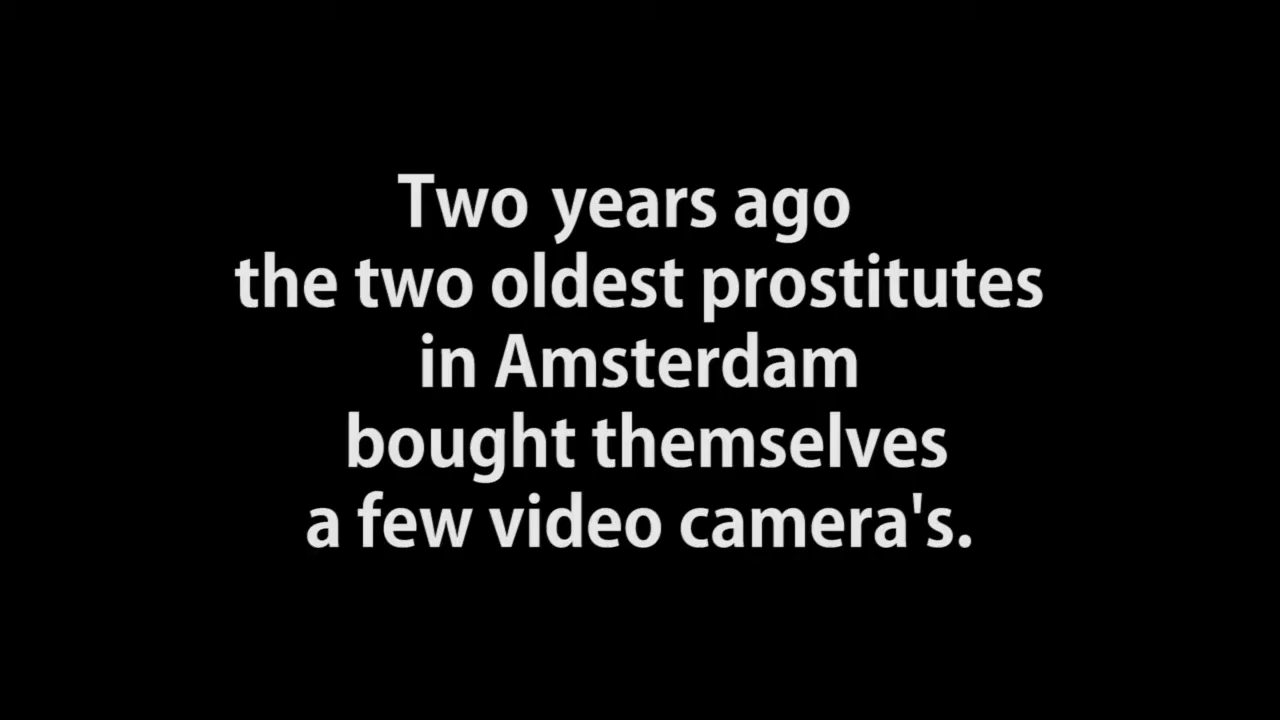 Two years ago
the two oldest prostitutes
in Amsterdam
bought themselves
a few video camera's.